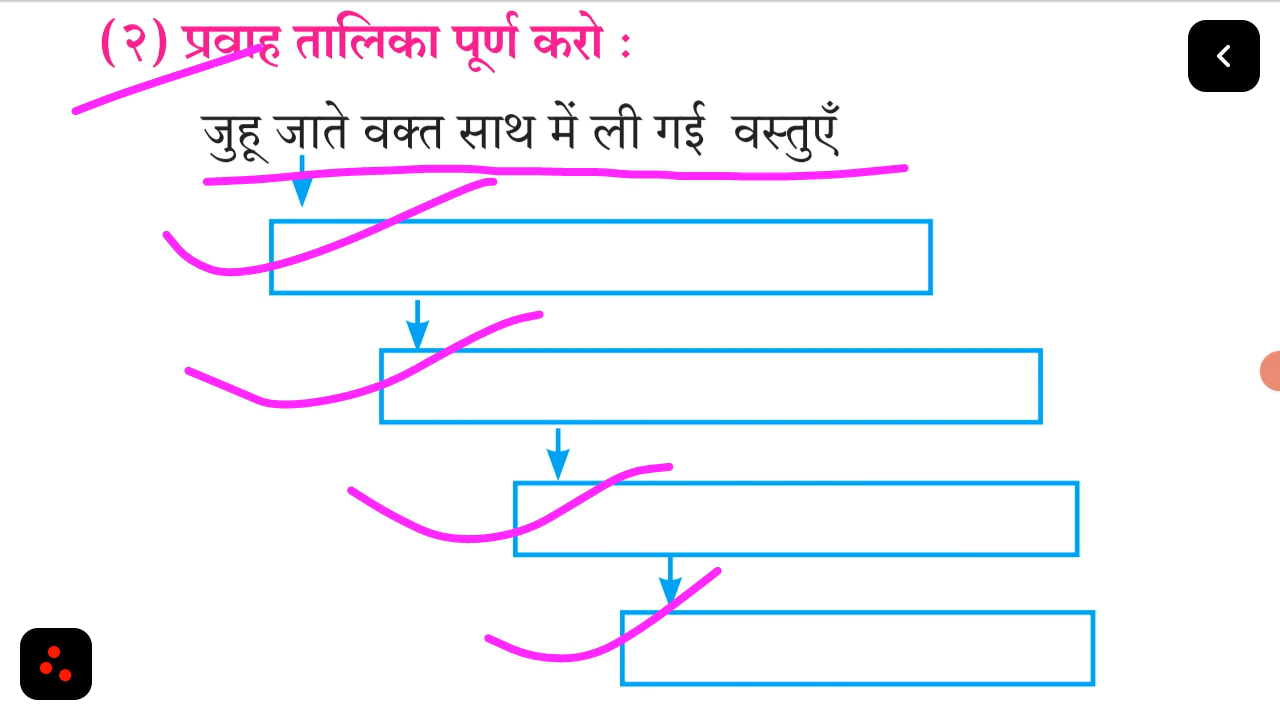 (२) प्रवाह तालिका पूर्ण करो :
जुहू जाते वक्त साथ में ली गई वस्तुएँ